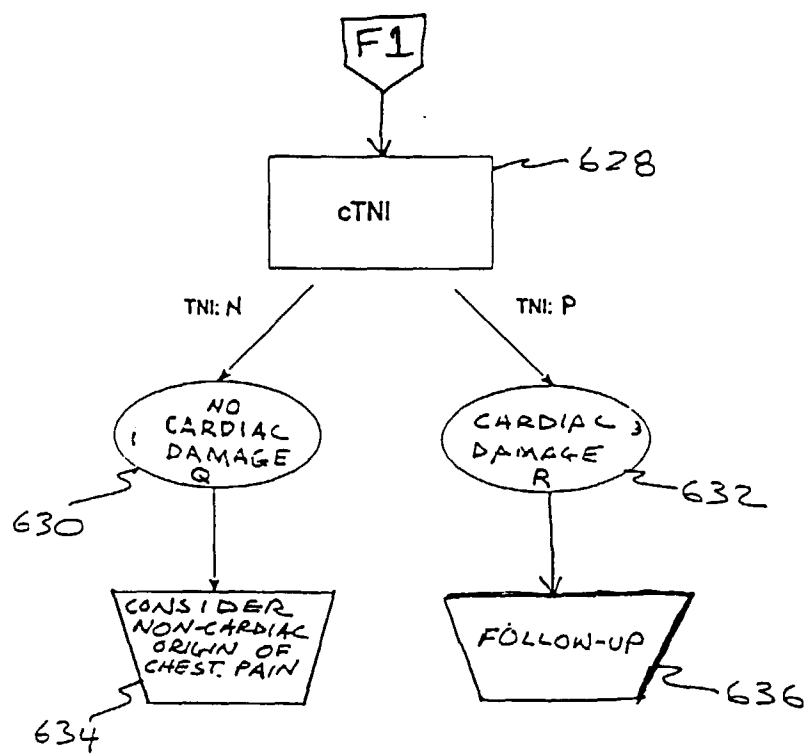 F1
628
cTNI
TNI: N
TNI: P
NO
CARDIAC
1 DAMAGE
Q
CARDIAC 3
DAMAGE
R
630
632
CONSIDER
NON-CARDIAC
ORIGIN OF
CHEST. PAIN
FOLLOW-UP
634
636